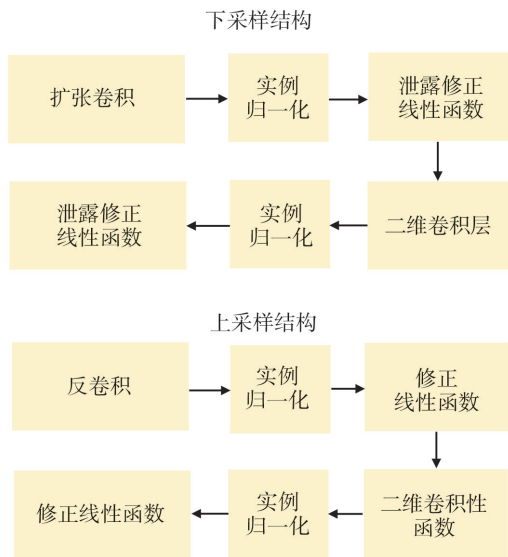 下采样结构
扩张卷积
实例
归一化
泄露修正
线性函数
二维卷积层
实例
归一化
泄露修正
线性函数
上采样结构
反卷积
实例
归一化
修正
线性函数
二维卷积性
函数
实例
归一化
修正线性函数